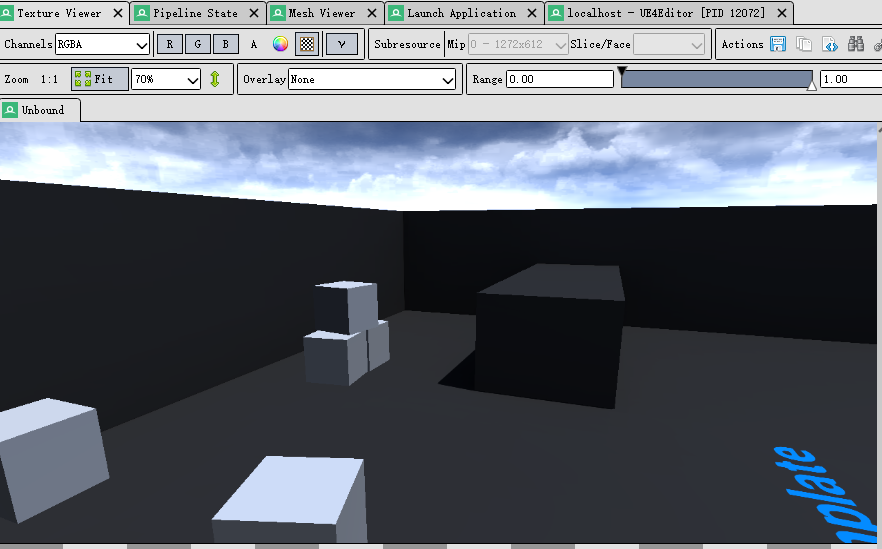 Texture Viewer Pipeline State Mesh Viewer Launch Application localhost - UE4Editor [PID 12072]
Channels RGBA R G B A γ Subresource Mip 0 - 1272x612 Slice/Face Actions
Zoom 1:1 Fit 70% Overlay None Range 0.00 1.00
Unbound
plate